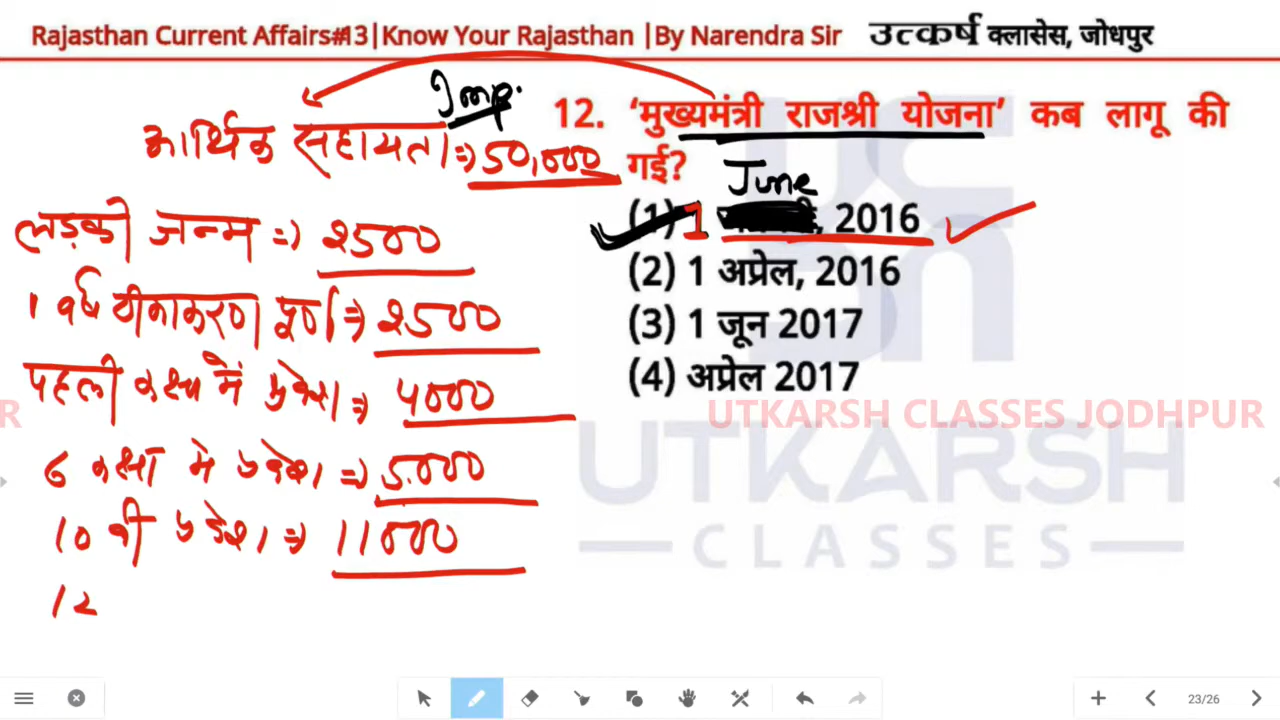 Rajasthan Current Affairs#13|Know Your Rajasthan |By Narendra Sir उत्कर्ष क्लासेस, जोधपुर
Imp.
आर्थिक सहायता => 50,000
12. ‘मुख्यमंत्री राजश्री योजना’ कब लागू की
गई?
June
(1) 1 , 2016
(2) 1 अप्रेल, 2016
(3) 1 जून 2017
(4) अप्रेल 2017
लड़की जन्म => 2500
1 वर्ष टीकाकरण पूर्ण => 2500
पहली कक्षा में प्रवेश => 4000
6 कक्षा मे प्रवेश => 5000
10 वी प्रवेश => 11000
12
UTKARSH CLASSES JODHPUR
UTKARSH
CLASSES
23/26